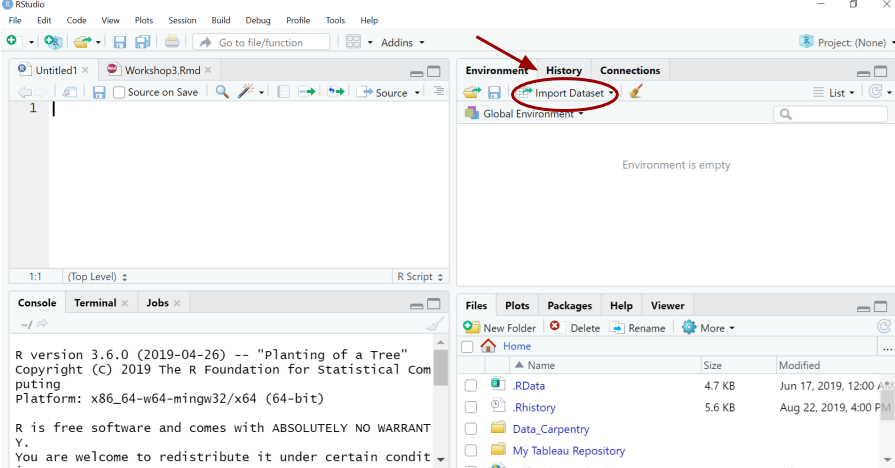 RStudio
File Edit Code View Plots Session Build Debug Profile Tools Help
Go to file/function Addins Project: (None)
Untitled1 Workshop3.Rmd
Source on Save Source
1
1:1 (Top Level) R Script
Environment History Connections
Import Dataset List
Global Environment
Environment is empty
Console Terminal Jobs
~/
R version 3.6.0 (2019-04-26) -- "Planting of a Tree"
Copyright (C) 2019 The R Foundation for Statistical Com
puting
Platform: x86_64-w64-mingw32/x64 (64-bit)
R is free software and comes with ABSOLUTELY NO WARRANT
Y.
You are welcome to redistribute it under certain condit
Files Plots Packages Help Viewer
New Folder Delete Rename More
Home ...
Name Size Modified
.RData 4.7 KB Jun 17, 2019, 12:00 AM
.Rhistory 5.6 KB Aug 22, 2019, 4:00 PM
Data_Carpentry
My Tableau Repository